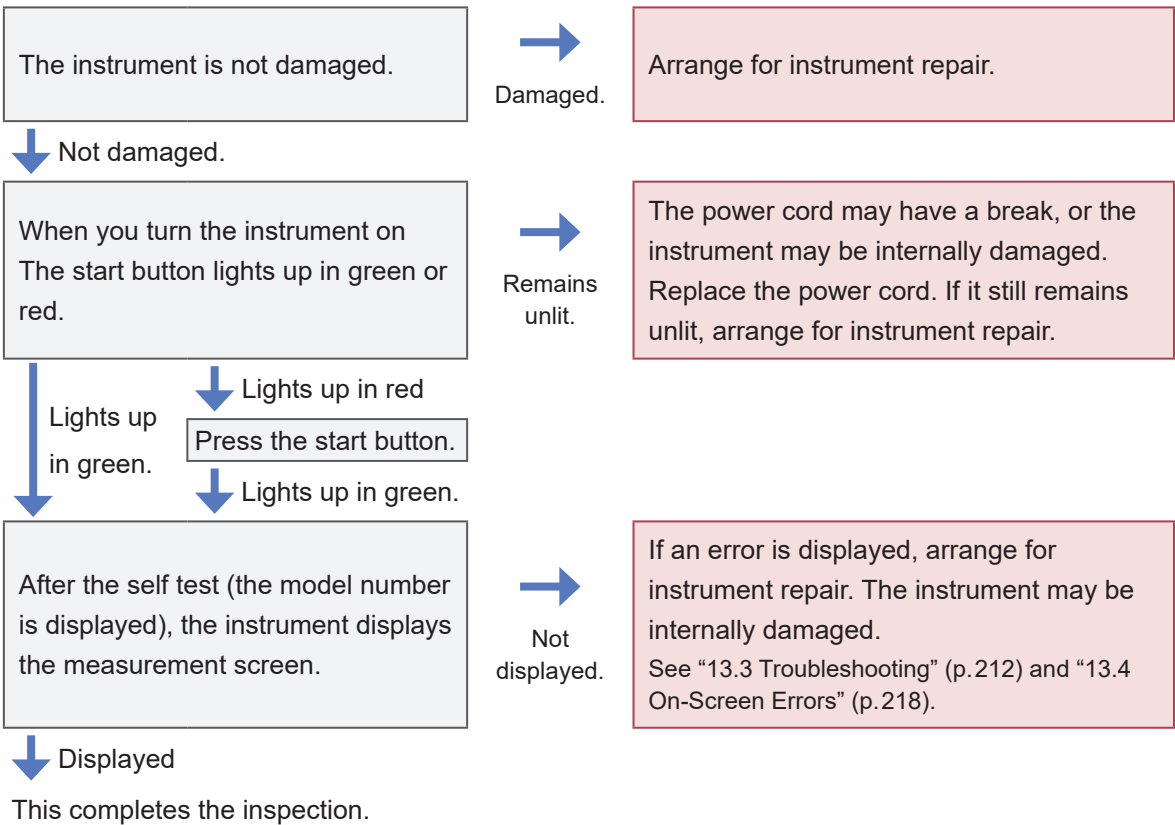 The instrument is not damaged.
Damaged.
Arrange for instrument repair.
Not damaged.
When you turn the instrument on
The start button lights up in green or
red.
Remains
unlit.
The power cord may have a break, or the
instrument may be internally damaged.
Replace the power cord. If it still remains
unlit, arrange for instrument repair.
Lights up
in green.
Lights up in red
Press the start button.
Lights up in green.
After the self test (the model number
is displayed), the instrument displays
the measurement screen.
Not
displayed.
If an error is displayed, arrange for
instrument repair. The instrument may be
internally damaged.
See “13.3 Troubleshooting” (p.212) and “13.4
On-Screen Errors” (p.218).
Displayed
This completes the inspection.